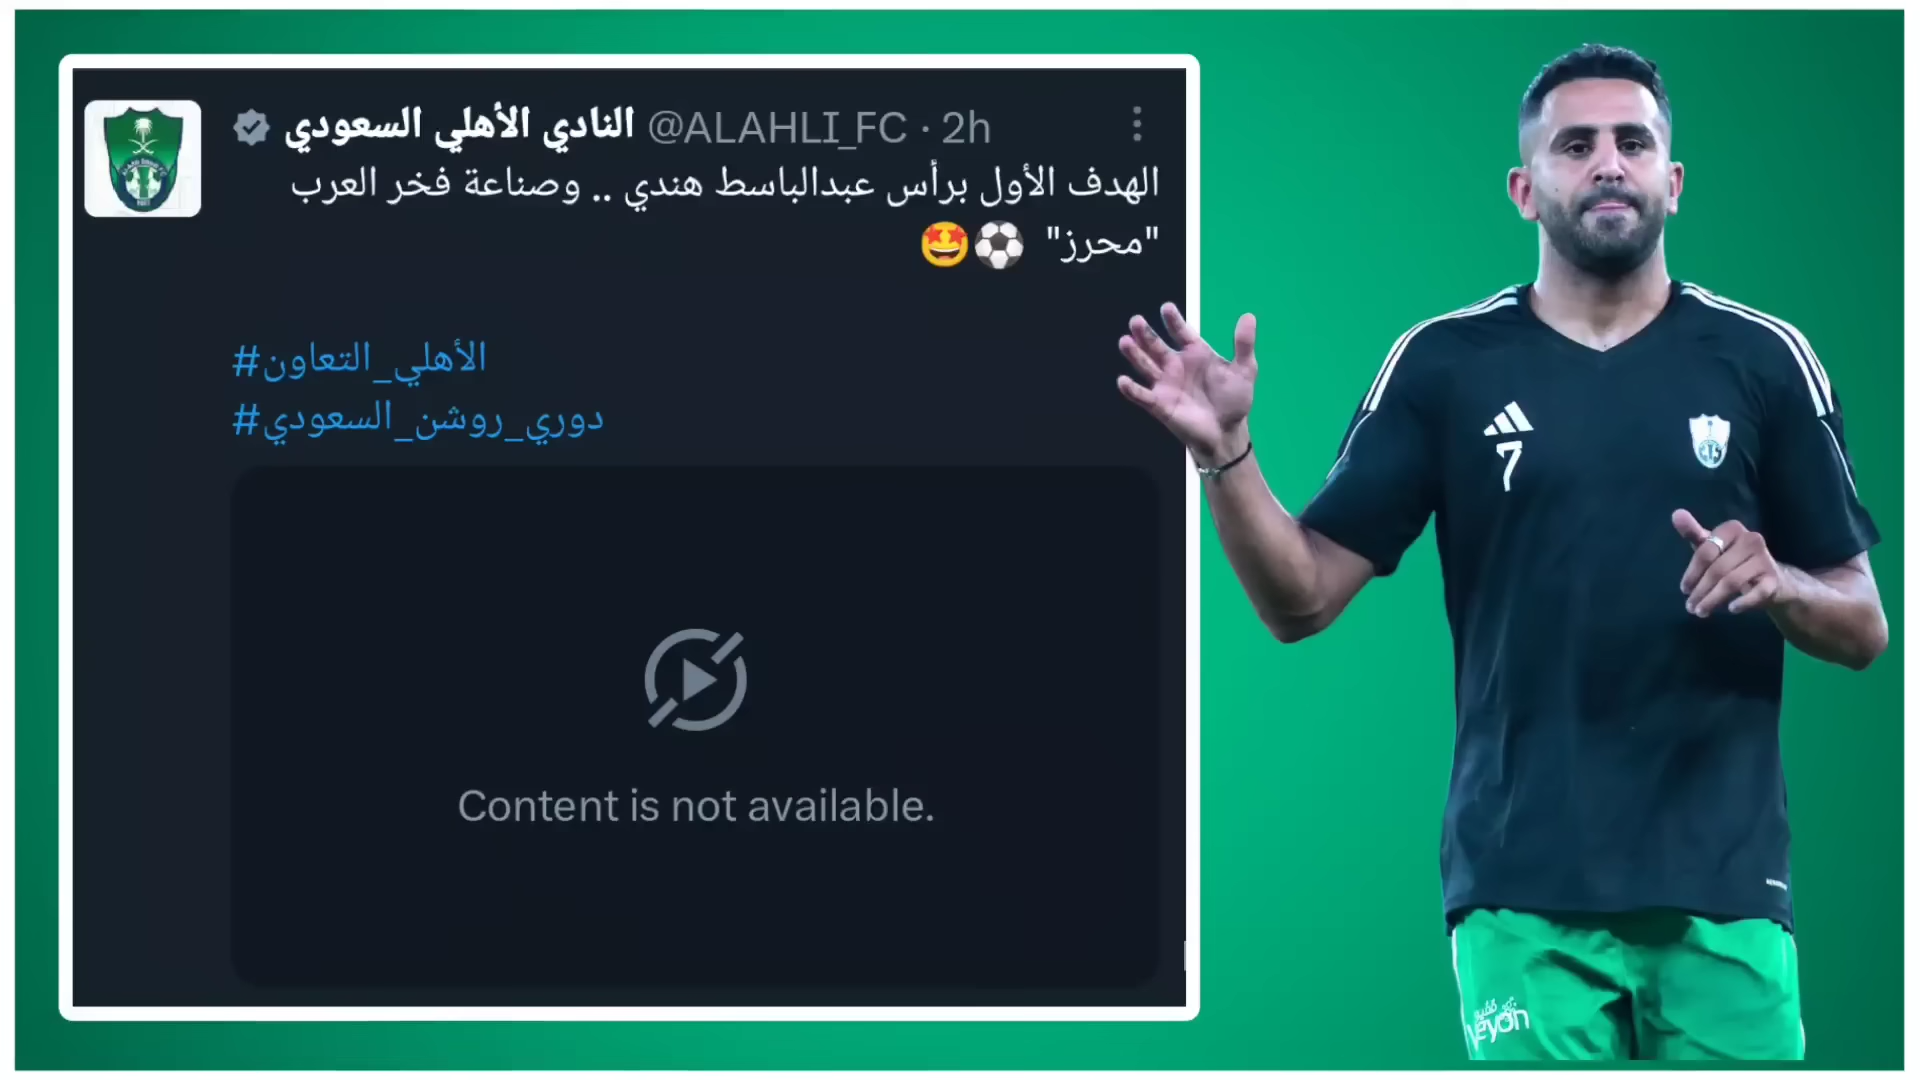 النادي الأهلي السعودي @ALAHLI_FC · 2h
الهدف الأول برأس عبدالباسط هندي .. وصناعة فخر العرب
"محرز" ⚽🤩
#الأهلي_التعاون
#دوري_روشن_السعودي
Content is not available.
7